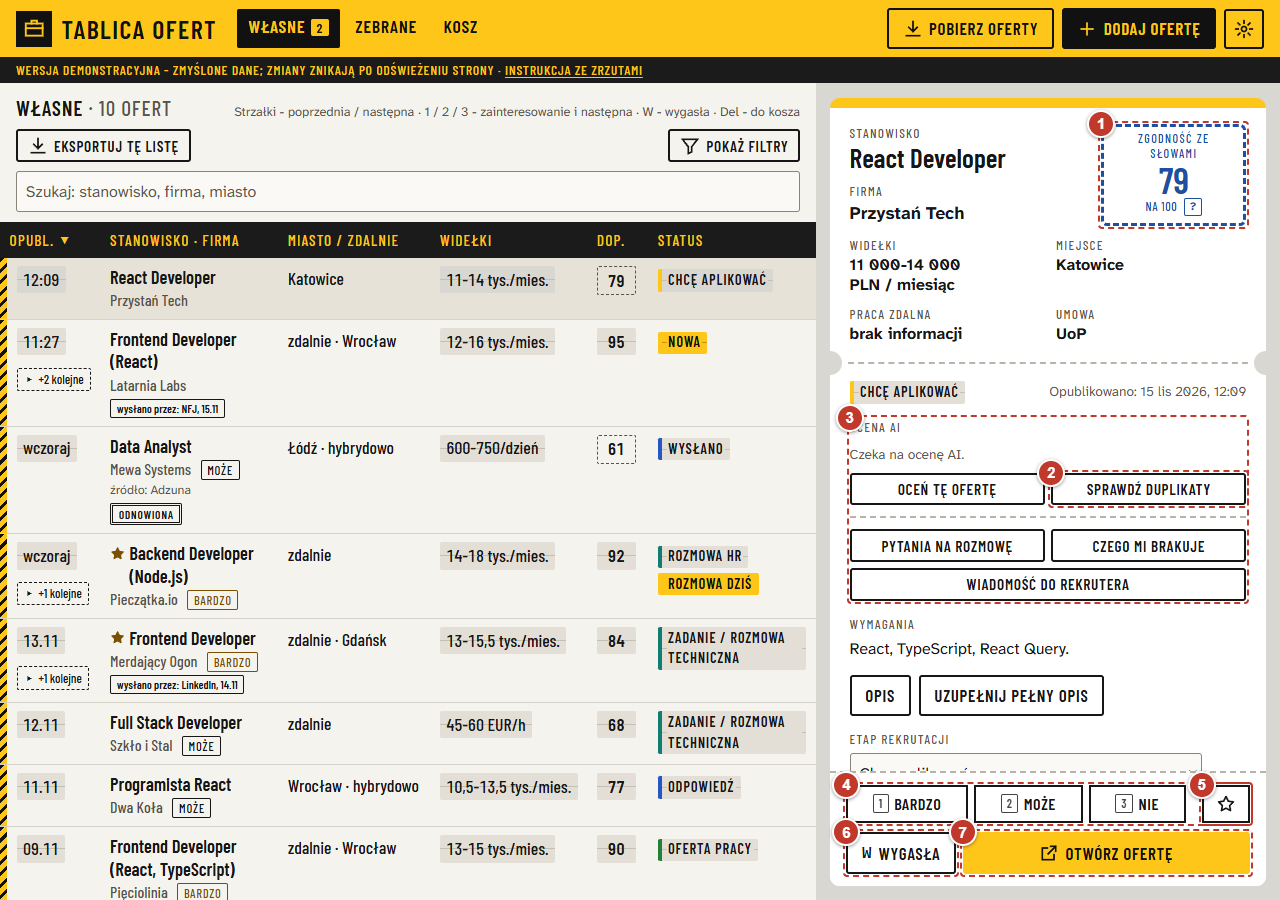 TABLICA OFERT
WŁASNE 2
ZEBRANE
KOSZ
POBIERZ OFERTY
DODAJ OFERTĘ
WERSJA DEMONSTRACYJNA - ZMYŚLONE DANE; ZMIANY ZNIKAJĄ PO ODŚWIEŻENIU STRONY · INSTRUKCJA ZE ZRZUTAMI
WŁASNE · 10 OFERT
Strzałki - poprzednia / następna · 1 / 2 / 3 - zainteresowanie i następna · W - wygasła · Del - do kosza
EKSPORTUJ TĘ LISTĘ
POKAŻ FILTRY
Szukaj: stanowisko, firma, miasto
OPUBL. ▼ STANOWISKO · FIRMA MIASTO / ZDALNIE WIDEŁKI DOP. STATUS
12:09 React Developer Katowice 11-14 tys./mies. 79 CHCĘ APLIKOWAĆ
Przystań Tech
11:27 Frontend Developer zdalnie · Wrocław 12-16 tys./mies. 95 NOWA
(React)
+2 kolejne
Latarnia Labs
wysłano przez: NFJ, 15.11
wczoraj Data Analyst Łódź · hybrydowo 600-750/dzień 61 WYSŁANO
Mewa Systems MOŻE
źródło: Adzuna
ODNOWIONA
wczoraj Backend Developer zdalnie 14-18 tys./mies. 92 ROZMOWA HR
(Node.js) ROZMOWA DZIŚ
+1 kolejne Pieczątka.io BARDZO
13.11 Frontend Developer zdalnie · Gdańsk 13-15,5 tys./mies. 84 ZADANIE / ROZMOWA
TECHNICZNA
Merdający Ogon BARDZO
+1 kolejne wysłano przez: LinkedIn, 14.11
12.11 Full Stack Developer zdalnie 45-60 EUR/h 68 ZADANIE / ROZMOWA
TECHNICZNA
Szkło i Stal MOŻE
11.11 Programista React Wrocław · hybrydowo 10,5-13,5 tys./mies. 77 ODPOWIEDŹ
Dwa Koła MOŻE
09.11 Frontend Developer zdalnie · Wrocław 13-15 tys./mies. 90 OFERTA PRACY
(React, TypeScript)
Pięciolinia BARDZO
STANOWISKO
React Developer
FIRMA
Przystań Tech
1
ZGODNOŚĆ ZE
SŁOWAMI
79
NA 100 ?
WIDEŁKI
11 000-14 000
PLN / miesiąc
MIEJSCE
Katowice
PRACA ZDALNA
brak informacji
UMOWA
UoP
CHCĘ APLIKOWAĆ
Opublikowano: 15 lis 2026, 12:09
3
CENA AI
Czeka na ocenę AI.
2
OCEŃ TĘ OFERTĘ
SPRAWDŹ DUPLIKATY
PYTANIA NA ROZMOWĘ
CZEGO MI BRAKUJE
WIADOMOŚĆ DO REKRUTERA
WYMAGANIA
React, TypeScript, React Query.
OPIS
UZUPEŁNIJ PEŁNY OPIS
ETAP REKRUTACJI
4
5
1 BARDZO
2 MOŻE
3 NIE
6
7
W WYGASŁA
OTWÓRZ OFERTĘ